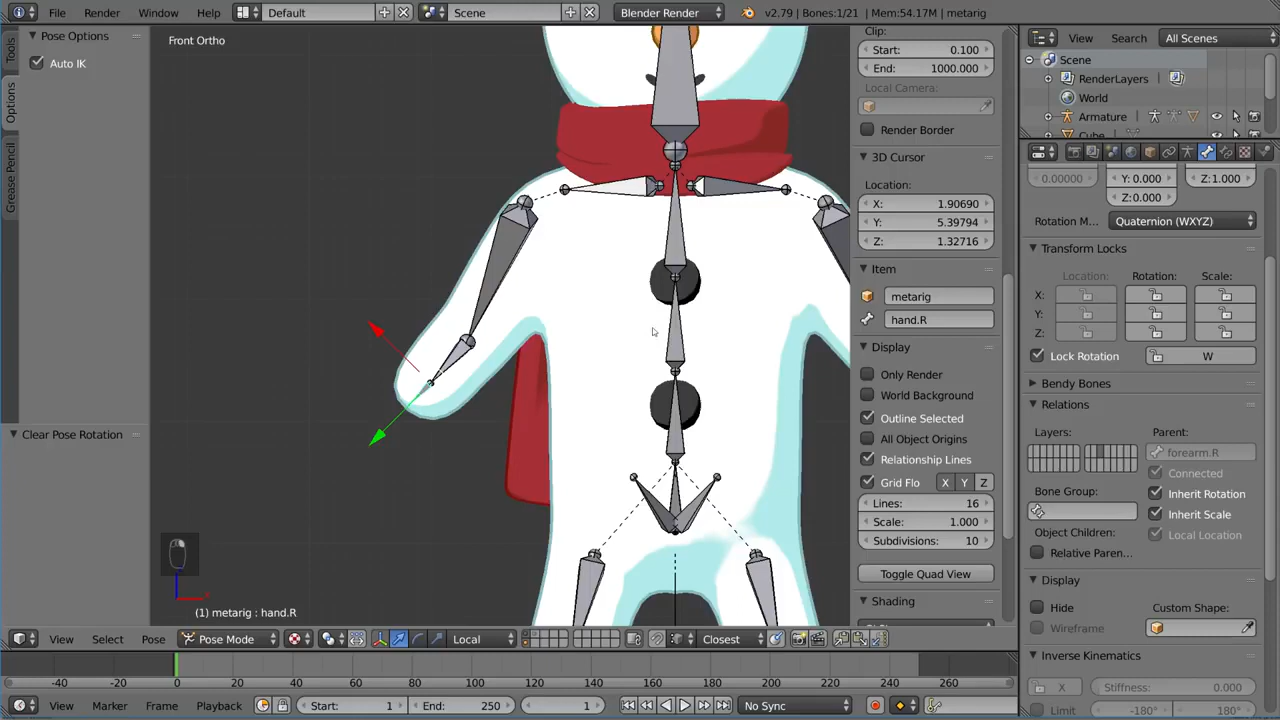 File Render Window Help Default Scene Blender Render v2.79 | Bones:1/21 | Mem:54.17M | metarig
Tools
Options
Grease Pencil
Pose Options
Auto IK
Clear Pose Rotation
Front Ortho
(1) metarig : hand.R
Clip:
Start: 0.100
End: 1000.000
Local Camera:
Render Border
3D Cursor
Location:
X: 1.90690
Y: 5.39794
Z: 1.32716
Item
metarig
hand.R
Display
Only Render
World Background
Outline Selected
All Object Origins
Relationship Lines
Grid Flo X Y Z
Lines: 16
Scale: 1.000
Subdivisions: 10
Toggle Quad View
Shading
View Search All Scenes
Scene
RenderLayers
World
Armature
Cube
0.00000 Y: 0.000 Z:1.000
Z:0.000
Rotation M... Quaternion (WXYZ)
Transform Locks
Location: Rotation: Scale:
X:
Y:
Z:
Lock Rotation W
Bendy Bones
Relations
Layers: Parent:
forearm.R
Connected
Bone Group: Inherit Rotation
Inherit Scale
Object Children: Local Location
Relative Paren...
Display
Hide Custom Shape:
Wireframe
Inverse Kinematics
X Stiffness: 0.000
Limit -180° 180°
View Select Pose Pose Mode Local Closest
-40 -20 0 20 40 60 80 100 120 140 160 180 200 220 240 260
View Marker Frame Playback Start: 1 End: 250 1 No Sync